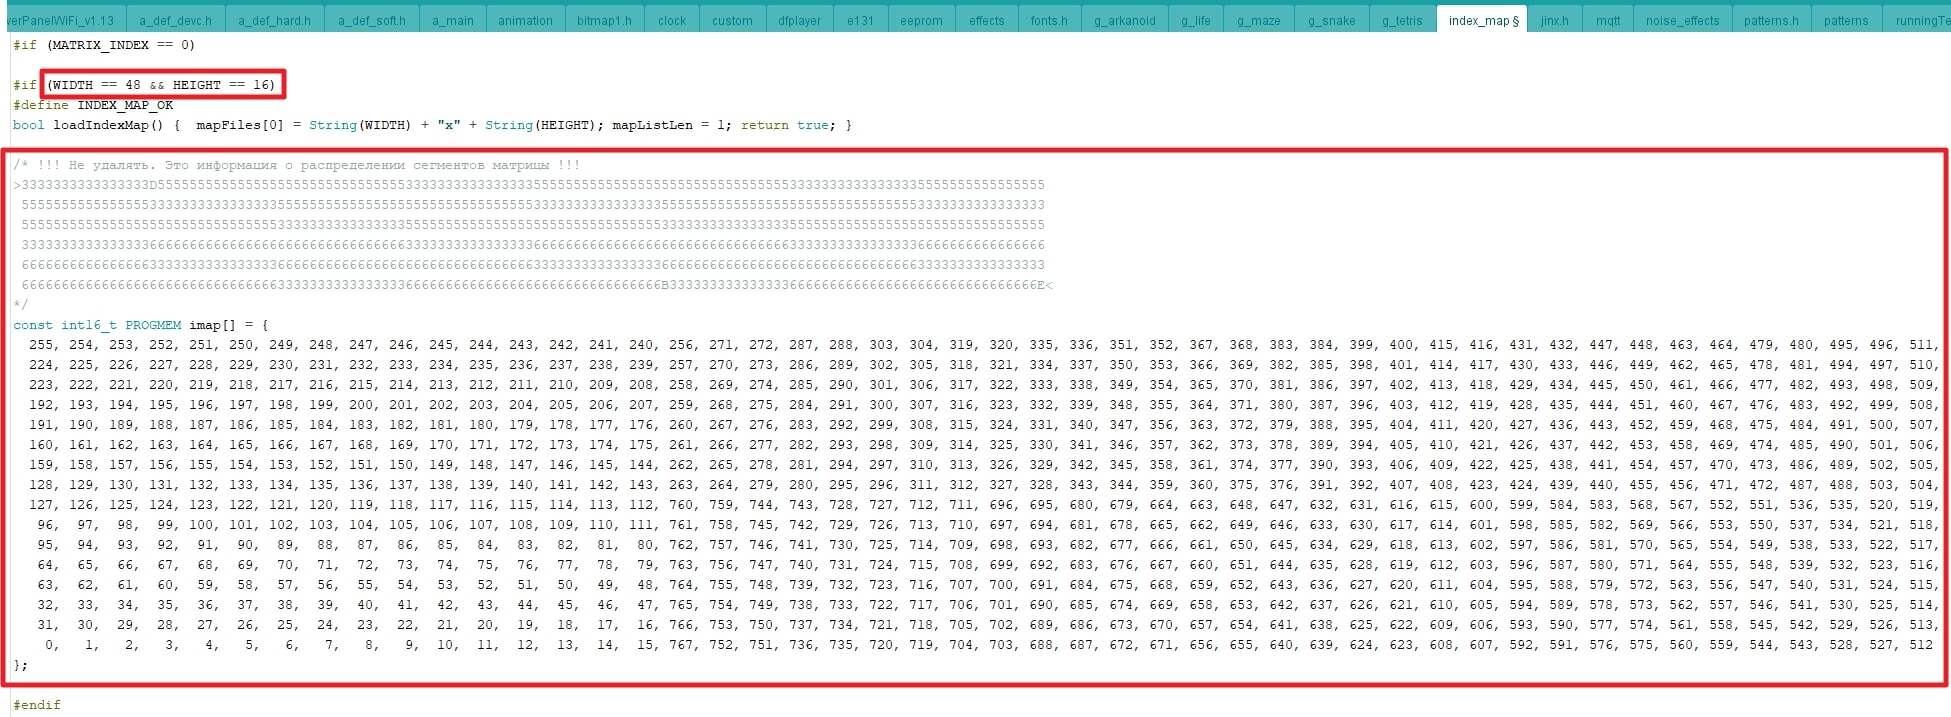 verPanelWiFi_v1.13 a_def_devc.h a_def_hard.h a_def_soft.h a_main animation bitmap1.h clock custom dfplayer e131 eeprom effects fonts.h g_arkanoid g_life g_maze g_snake g_tetris index_map § jinx.h mqtt noise_effects patterns.h patterns runningTe
#if (MATRIX_INDEX == 0)
#if (WIDTH == 48 && HEIGHT == 16)
#define INDEX_MAP_OK
bool loadIndexMap() {  mapFiles[0] = String(WIDTH) + "x" + String(HEIGHT); mapListLen = 1; return true; }
/* !!! Не удалять. Это информация о распределении сегментов матрицы !!!
>3333333333333333D555555555555555555555555555555533333333333333335555555555555555555555555555555533333333333333335555555555555555
55555555555555553333333333333333555555555555555555555555555555553333333333333333555555555555555555555555555555553333333333333333
55555555555555555555555555555555333333333333333355555555555555555555555555555555333333333333333355555555555555555555555555555555
33333333333333336666666666666666666666666666666633333333333333336666666666666666666666666666666633333333333333336666666666666666
66666666666666663333333333333333666666666666666666666666666666663333333333333333666666666666666666666666666666663333333333333333
66666666666666666666666666666666333333333333333366666666666666666666666666666666B3333333333333336666666666666666666666666666666E<
*/
const int16_t PROGMEM imap[] = {
255, 254, 253, 252, 251, 250, 249, 248, 247, 246, 245, 244, 243, 242, 241, 240, 256, 271, 272, 287, 288, 303, 304, 319, 320, 335, 336, 351, 352, 367, 368, 383, 384, 399, 400, 415, 416, 431, 432, 447, 448, 463, 464, 479, 480, 495, 496, 511,
224, 225, 226, 227, 228, 229, 230, 231, 232, 233, 234, 235, 236, 237, 238, 239, 257, 270, 273, 286, 289, 302, 305, 318, 321, 334, 337, 350, 353, 366, 369, 382, 385, 398, 401, 414, 417, 430, 433, 446, 449, 462, 465, 478, 481, 494, 497, 510,
223, 222, 221, 220, 219, 218, 217, 216, 215, 214, 213, 212, 211, 210, 209, 208, 258, 269, 274, 285, 290, 301, 306, 317, 322, 333, 338, 349, 354, 365, 370, 381, 386, 397, 402, 413, 418, 429, 434, 445, 450, 461, 466, 477, 482, 493, 498, 509,
192, 193, 194, 195, 196, 197, 198, 199, 200, 201, 202, 203, 204, 205, 206, 207, 259, 268, 275, 284, 291, 300, 307, 316, 323, 332, 339, 348, 355, 364, 371, 380, 387, 396, 403, 412, 419, 428, 435, 444, 451, 460, 467, 476, 483, 492, 499, 508,
191, 190, 189, 188, 187, 186, 185, 184, 183, 182, 181, 180, 179, 178, 177, 176, 260, 267, 276, 283, 292, 299, 308, 315, 324, 331, 340, 347, 356, 363, 372, 379, 388, 395, 404, 411, 420, 427, 436, 443, 452, 459, 468, 475, 484, 491, 500, 507,
160, 161, 162, 163, 164, 165, 166, 167, 168, 169, 170, 171, 172, 173, 174, 175, 261, 266, 277, 282, 293, 298, 309, 314, 325, 330, 341, 346, 357, 362, 373, 378, 389, 394, 405, 410, 421, 426, 437, 442, 453, 458, 469, 474, 485, 490, 501, 506,
159, 158, 157, 156, 155, 154, 153, 152, 151, 150, 149, 148, 147, 146, 145, 144, 262, 265, 278, 281, 294, 297, 310, 313, 326, 329, 342, 345, 358, 361, 374, 377, 390, 393, 406, 409, 422, 425, 438, 441, 454, 457, 470, 473, 486, 489, 502, 505,
128, 129, 130, 131, 132, 133, 134, 135, 136, 137, 138, 139, 140, 141, 142, 143, 263, 264, 279, 280, 295, 296, 311, 312, 327, 328, 343, 344, 359, 360, 375, 376, 391, 392, 407, 408, 423, 424, 439, 440, 455, 456, 471, 472, 487, 488, 503, 504,
127, 126, 125, 124, 123, 122, 121, 120, 119, 118, 117, 116, 115, 114, 113, 112, 760, 759, 744, 743, 728, 727, 712, 711, 696, 695, 680, 679, 664, 663, 648, 647, 632, 631, 616, 615, 600, 599, 584, 583, 568, 567, 552, 551, 536, 535, 520, 519,
96, 97, 98, 99, 100, 101, 102, 103, 104, 105, 106, 107, 108, 109, 110, 111, 761, 758, 745, 742, 729, 726, 713, 710, 697, 694, 681, 678, 665, 662, 649, 646, 633, 630, 617, 614, 601, 598, 585, 582, 569, 566, 553, 550, 537, 534, 521, 518,
95, 94, 93, 92, 91, 90, 89, 88, 87, 86, 85, 84, 83, 82, 81, 80, 762, 757, 746, 741, 730, 725, 714, 709, 698, 693, 682, 677, 666, 661, 650, 645, 634, 629, 618, 613, 602, 597, 586, 581, 570, 565, 554, 549, 538, 533, 522, 517,
64, 65, 66, 67, 68, 69, 70, 71, 72, 73, 74, 75, 76, 77, 78, 79, 763, 756, 747, 740, 731, 724, 715, 708, 699, 692, 683, 676, 667, 660, 651, 644, 635, 628, 619, 612, 603, 596, 587, 580, 571, 564, 555, 548, 539, 532, 523, 516,
63, 62, 61, 60, 59, 58, 57, 56, 55, 54, 53, 52, 51, 50, 49, 48, 764, 755, 748, 739, 732, 723, 716, 707, 700, 691, 684, 675, 668, 659, 652, 643, 636, 627, 620, 611, 604, 595, 588, 579, 572, 563, 556, 547, 540, 531, 524, 515,
32, 33, 34, 35, 36, 37, 38, 39, 40, 41, 42, 43, 44, 45, 46, 47, 765, 754, 749, 738, 733, 722, 717, 706, 701, 690, 685, 674, 669, 658, 653, 642, 637, 626, 621, 610, 605, 594, 589, 578, 573, 562, 557, 546, 541, 530, 525, 514,
31, 30, 29, 28, 27, 26, 25, 24, 23, 22, 21, 20, 19, 18, 17, 16, 766, 753, 750, 737, 734, 721, 718, 705, 702, 689, 686, 673, 670, 657, 654, 641, 638, 625, 622, 609, 606, 593, 590, 577, 574, 561, 558, 545, 542, 529, 526, 513,
0, 1, 2, 3, 4, 5, 6, 7, 8, 9, 10, 11, 12, 13, 14, 15, 767, 752, 751, 736, 735, 720, 719, 704, 703, 688, 687, 672, 671, 656, 655, 640, 639, 624, 623, 608, 607, 592, 591, 576, 575, 560, 559, 544, 543, 528, 527, 512
};
#endif